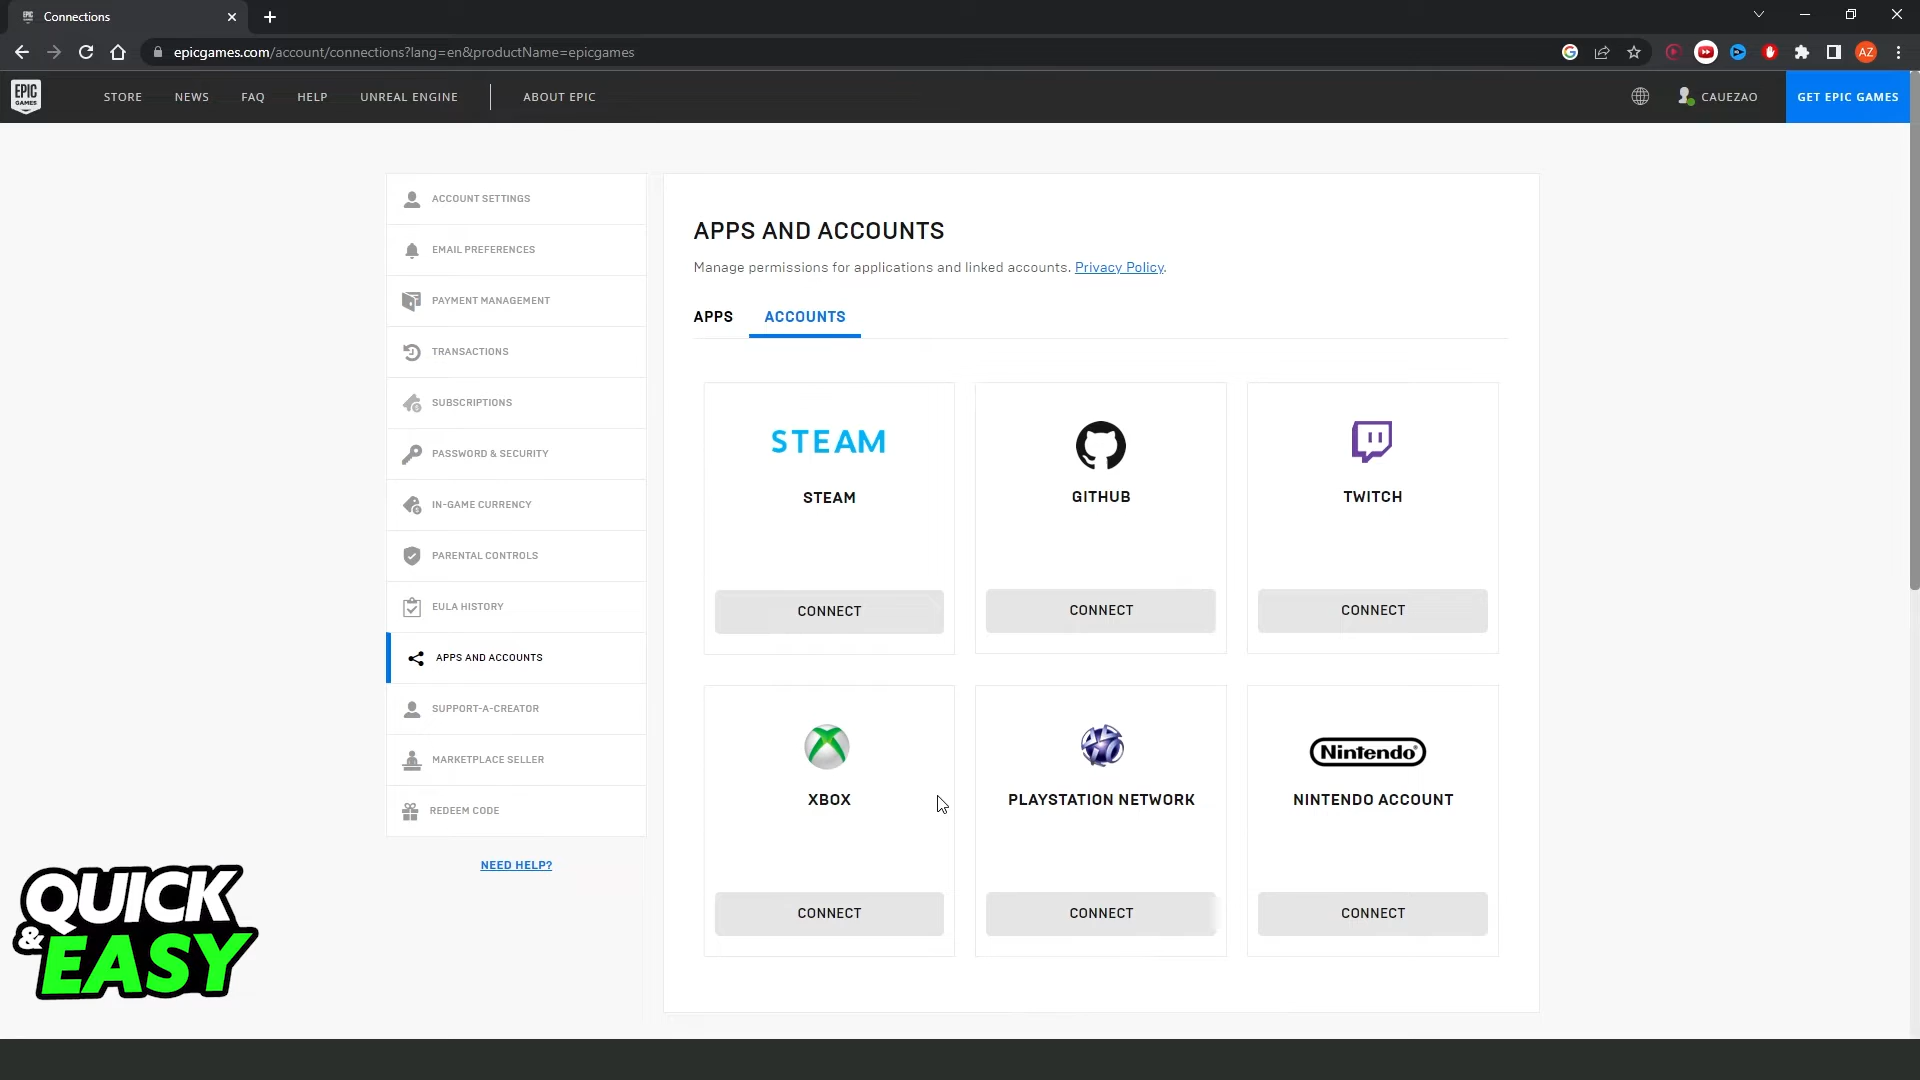 Connections
epicgames.com/account/connections?lang=en&productName=epicgames
AZ
EPIC GAMES
STORE
NEWS
FAQ
HELP
UNREAL ENGINE
ABOUT EPIC
CAUEZAO
GET EPIC GAMES
ACCOUNT SETTINGS
EMAIL PREFERENCES
PAYMENT MANAGEMENT
TRANSACTIONS
SUBSCRIPTIONS
PASSWORD & SECURITY
IN-GAME CURRENCY
PARENTAL CONTROLS
EULA HISTORY
APPS AND ACCOUNTS
SUPPORT-A-CREATOR
MARKETPLACE SELLER
REDEEM CODE
NEED HELP?
APPS AND ACCOUNTS
Manage permissions for applications and linked accounts. Privacy Policy.
APPS
ACCOUNTS
STEAM
STEAM
CONNECT
GITHUB
CONNECT
TWITCH
CONNECT
XBOX
CONNECT
PLAYSTATION NETWORK
CONNECT
Nintendo
NINTENDO ACCOUNT
CONNECT
QUICK
& EASY